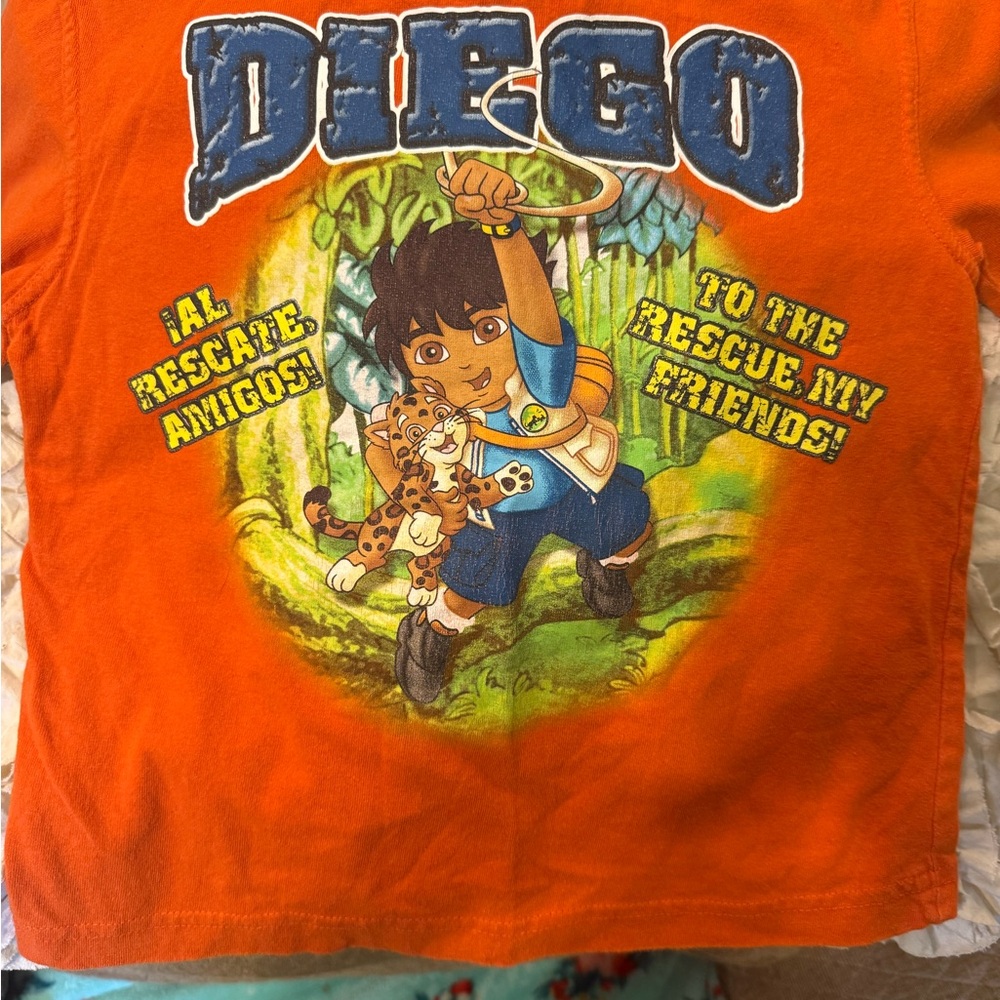 DIEGO
¡AL
RESCATE,
AMIGOS!
TO THE
RESCUE, MY
FRIENDS!